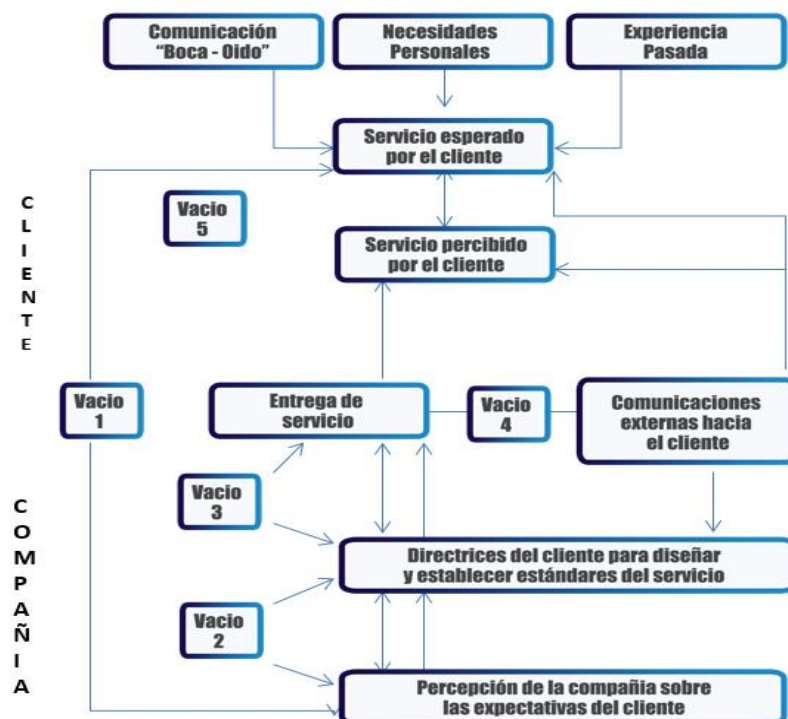 Comunicación
“Boca - Oido”
Necesidades
Personales
Experiencia
Pasada
Servicio esperado
por el cliente
Vacio
5
Servicio percibido
por el cliente
CLIENTE
Vacio
1
Entrega de
servicio
Vacio
4
Comunicaciones
externas hacia
el cliente
Vacio
3
COMPAÑIA
Directrices del cliente para diseñar
y establecer estándares del servicio
Vacio
2
Percepción de la compañia sobre
las expectativas del cliente